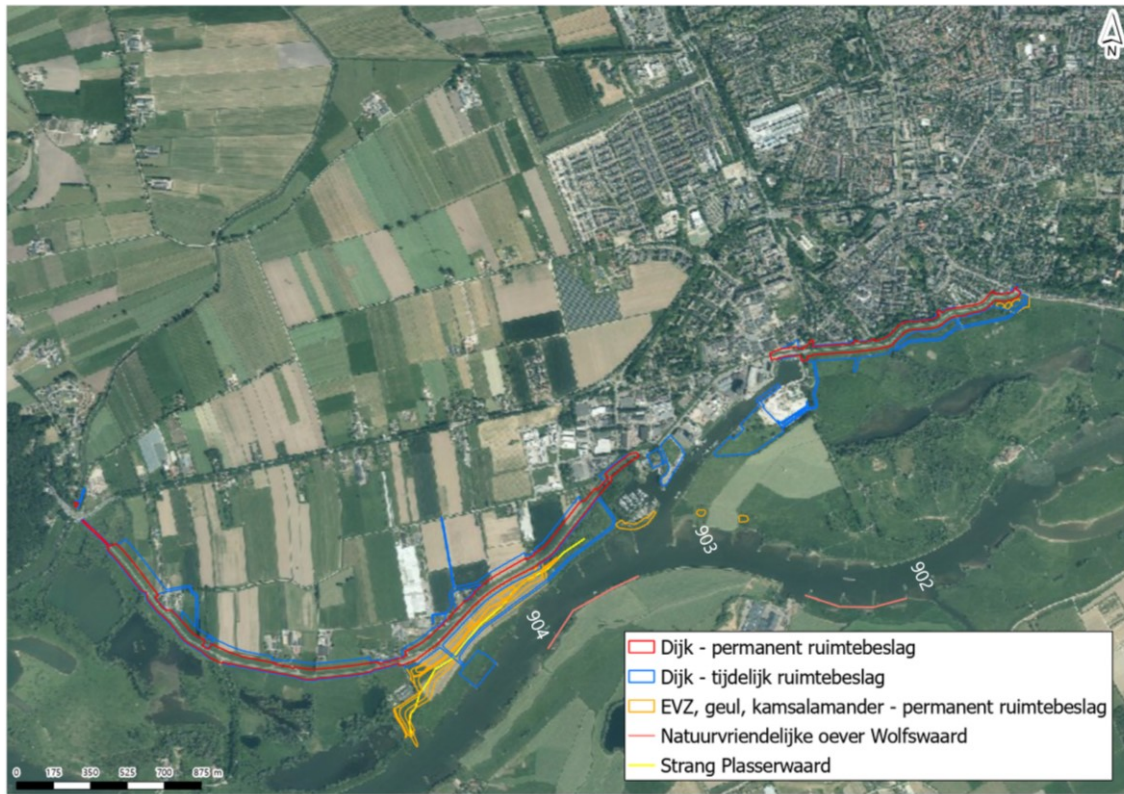 N
903
902
904
Dijk - permanent ruimtebeslag
Dijk - tijdelijk ruimtebeslag
EVZ, geul, kamsalamander - permanent ruimtebeslag
Natuurvriendelijke oever Wolfswaard
Strang Plasserwaard
0 175 350 525 700 875 m